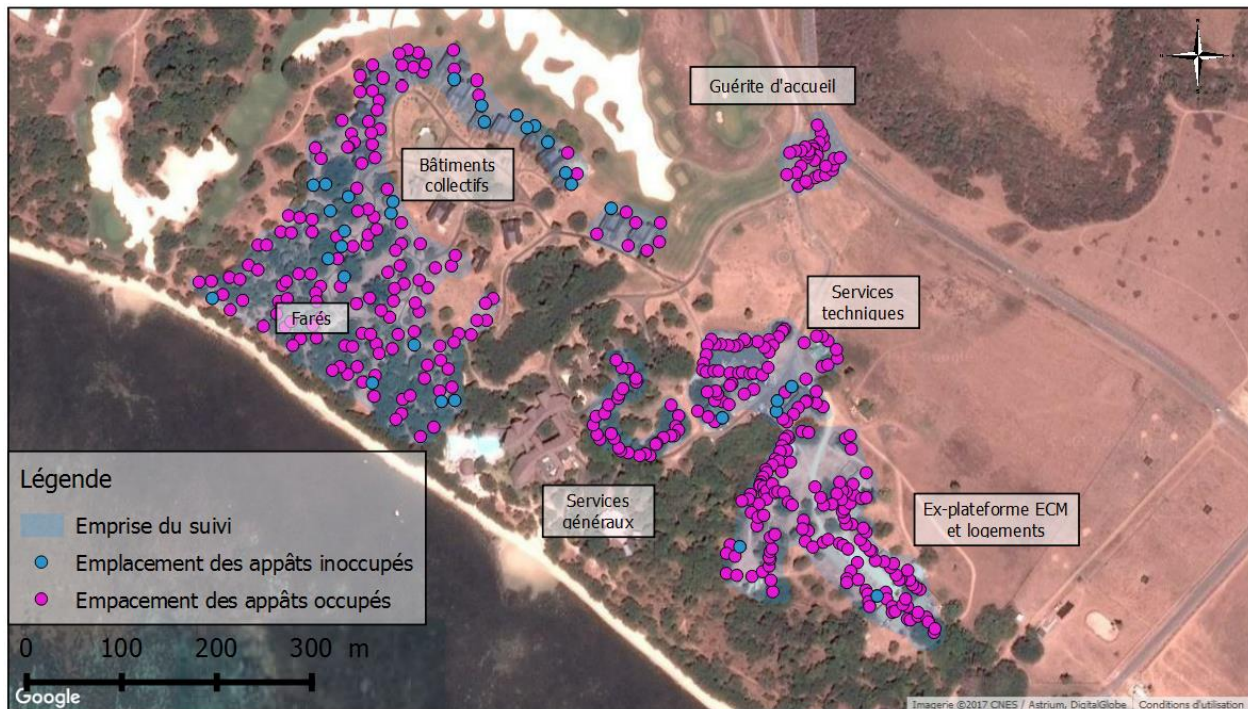 Guérite d'accueil
Bâtiments
collectifs
Services
techniques
Farés
Services
généraux
Ex-plateforme ECM
et logements
Légende
Emprise du suivi
Emplacement des appâts inoccupés
Empacement des appâts occupés
0 100 200 300 m
Google
Imagerie ©2017 CNES / Astrium, DigitalGlobe Conditions d'utilisation